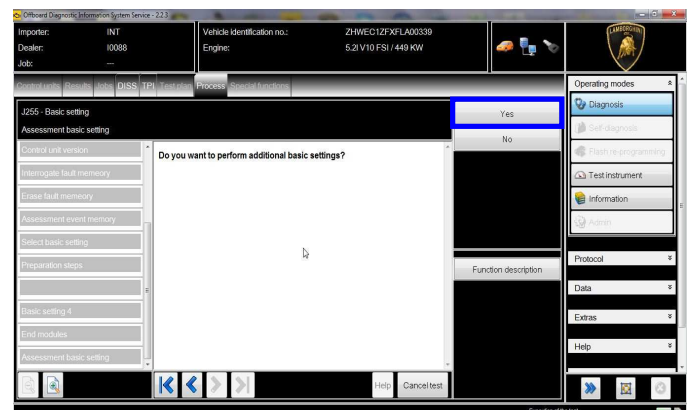 Offboard Diagnostic Information System Service - 2.2.3
Importer: INT
Dealer: I0088
Job: ---
Vehicle identification no.: ZHWEC1ZFXFLA00339
Engine: 5.2l V10 FSI / 449 KW
LAMBORGHINI
Control units Results Jobs DISS TPI Test plan Process Special functions
J255 - Basic setting
Assessment basic setting
Control unit version
Interrogate fault memeory
Erase fault memeory
Assessment event memory
Select basic setting
Preparation steps
Basic setting 4
End modules
Assessment basic setting
Do you want to perform additional basic settings?
Yes
No
Function description
Help
Cancel test
Operating modes
Diagnosis
Self-diagnosis
Flash re-programming
Test instrument
Information
Admin
Protocol
Data
Extras
Help